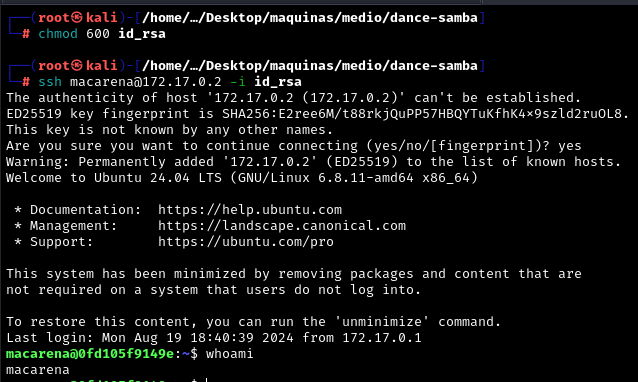 ┌──(root㉿kali)-[/home/…/Desktop/maquinas/medio/dance-samba]
└─# chmod 600 id_rsa
┌──(root㉿kali)-[/home/…/Desktop/maquinas/medio/dance-samba]
└─# ssh macarena@172.17.0.2 -i id_rsa
The authenticity of host '172.17.0.2 (172.17.0.2)' can't be established.
ED25519 key fingerprint is SHA256:E2ree6M/t88rkjQuPP57HBQYTuKfhK4×9szld2ruOL8.
This key is not known by any other names.
Are you sure you want to continue connecting (yes/no/[fingerprint])? yes
Warning: Permanently added '172.17.0.2' (ED25519) to the list of known hosts.
Welcome to Ubuntu 24.04 LTS (GNU/Linux 6.8.11-amd64 x86_64)
* Documentation:  https://help.ubuntu.com
* Management:     https://landscape.canonical.com
* Support:        https://ubuntu.com/pro
This system has been minimized by removing packages and content that are
not required on a system that users do not log into.
To restore this content, you can run the 'unminimize' command.
Last login: Mon Aug 19 18:40:39 2024 from 172.17.0.1
macarena@0fd105f9149e:~$ whoami
macarena